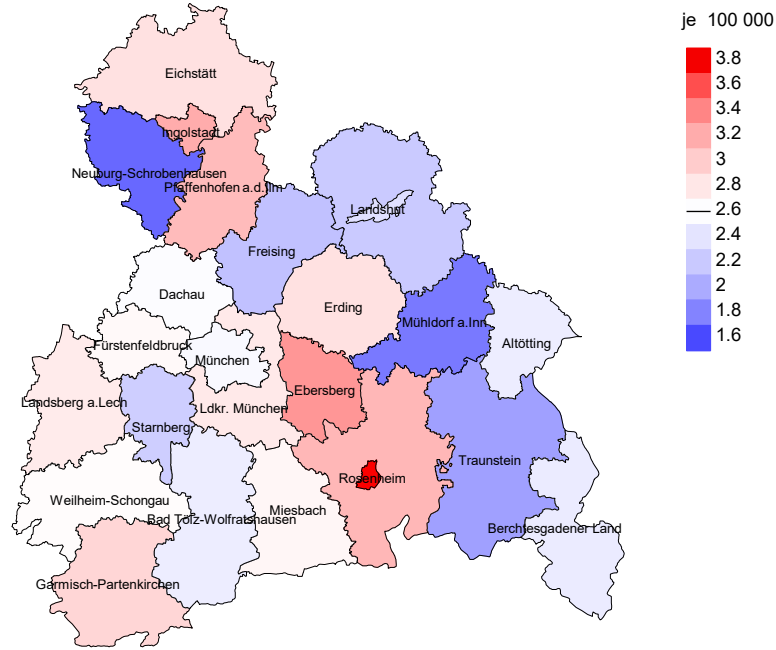 je 100 000
3.8
3.6
3.4
3.2
3
2.8
2.6
2.4
2.2
2
1.8
1.6
Eichstätt
Ingolstadt
Neuburg-Schrobenhausen
Pfaffenhofen a.d.Ilm
Landshut
Freising
Dachau
Erding
Mühldorf a.Inn
Altötting
Fürstenfeldbruck
München
Ebersberg
Landsberg a.Lech
Ldkr. München
Starnberg
Traunstein
Rosenheim
Weilheim-Schongau
Miesbach
Bad Tölz-Wolfratshausen
Berchtesgadener Land
Garmisch-Partenkirchen